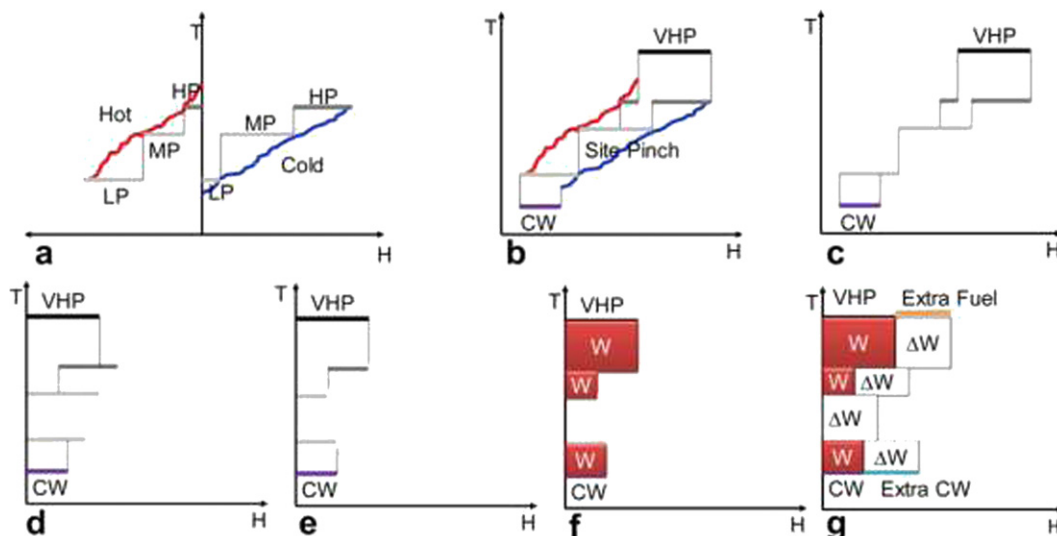 T
HP
Hot
MP
LP
HP
MP
Cold
LP
H
a
T
VHP
Site Pinch
CW
H
b
T
VHP
CW
H
c
T
VHP
CW
H
d
T
VHP
CW
H
e
T
VHP
W
W
W
CW
H
f
T
VHP
Extra Fuel
W
ΔW
W
ΔW
ΔW
W
ΔW
CW
Extra CW
H
g